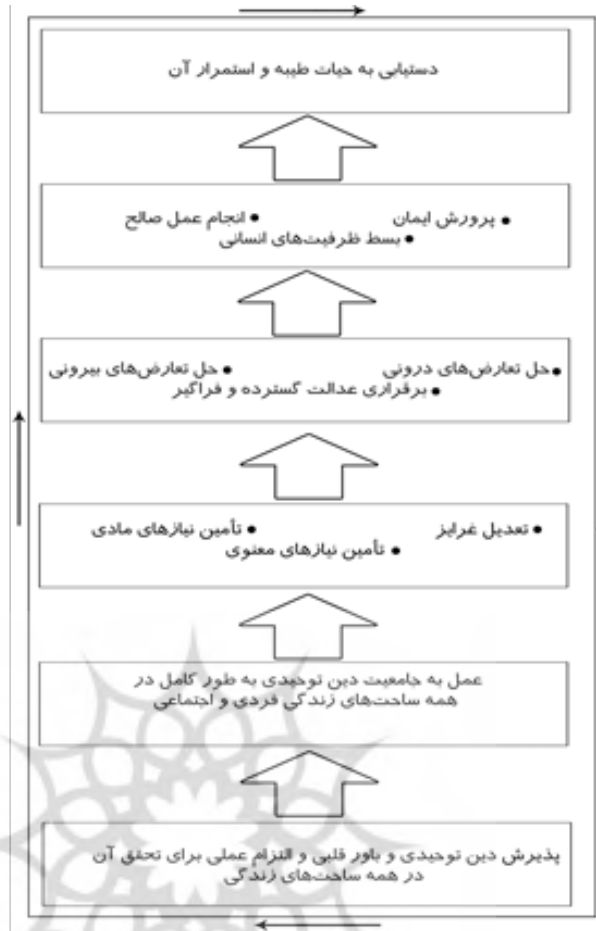 دستیابی به حیات طیبه و استمرار آن
• پرورش ایمان • انجام عمل صالح
• بسط ظرفیت‌های انسانی
• حل تعارض‌های درونی • حل تعارض‌های بیرونی
• برقراری عدالت گسترده و فراگیر
• تعدیل غرایز • تأمین نیازهای مادی
• تأمین نیازهای معنوی
عمل به جامعیت دین توحیدی به طور کامل در
همه ساحت‌های زندگی فردی و اجتماعی
پذیرش دین توحیدی و باور قلبی و التزام عملی برای تحقق آن
در همه ساحت‌های زندگی